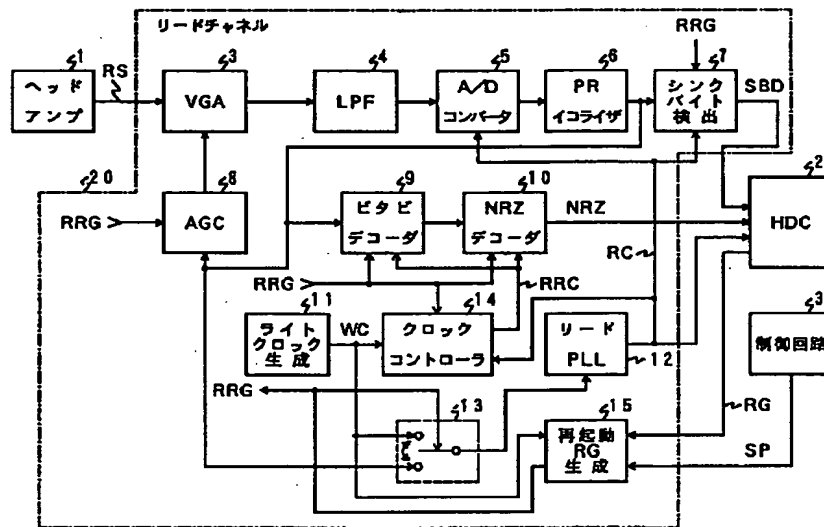 リードチャネル
1
ヘッド
アンプ
RS
3
VGA
4
LPF
5
A/D
コンバータ
6
PR
イコライザ
RRG
7
シンク
バイト
検出
SBD
20
RRG
8
AGC
9
ビタビ
デコーダ
10
NRZ
デコーダ
NRZ
2
HDC
RC
RRG
RRC
11
ライト
クロック
生成
WC
14
クロック
コントローラ
リード
PLL
12
3
制御回路
RRG
13
15
再起動
RG
生成
RG
SP